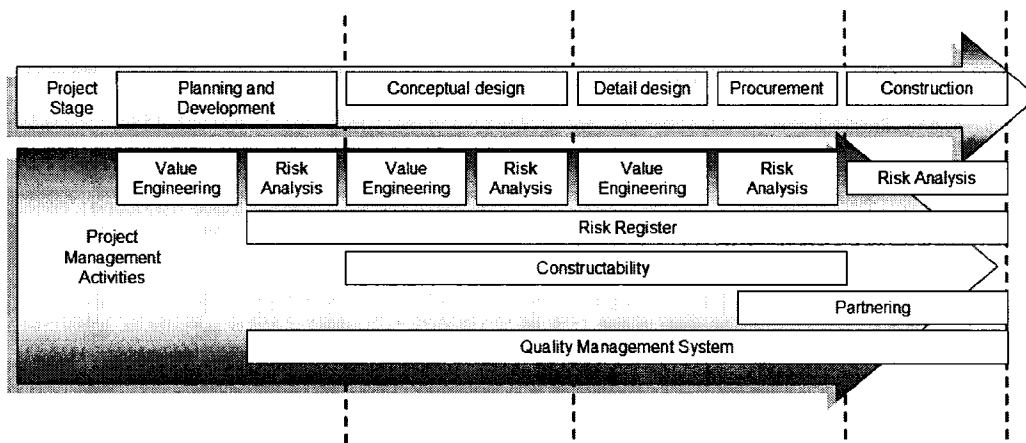 Project
Stage
Planning and
Development
Conceptual design
Detail design
Procurement
Construction
Value
Engineering
Risk
Analysis
Value
Engineering
Risk
Analysis
Value
Engineering
Risk
Analysis
Risk Analysis
Project
Management
Activities
Risk Register
Constructability
Partnering
Quality Management System